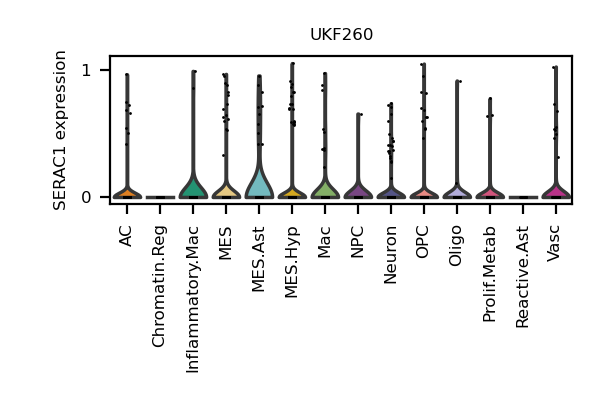 UKF260
SERAC1 expression
1
0
AC
Chromatin.Reg
Inflammatory.Mac
MES
MES.Ast
MES.Hyp
Mac
NPC
Neuron
OPC
Oligo
Prolif.Metab
Reactive.Ast
Vasc